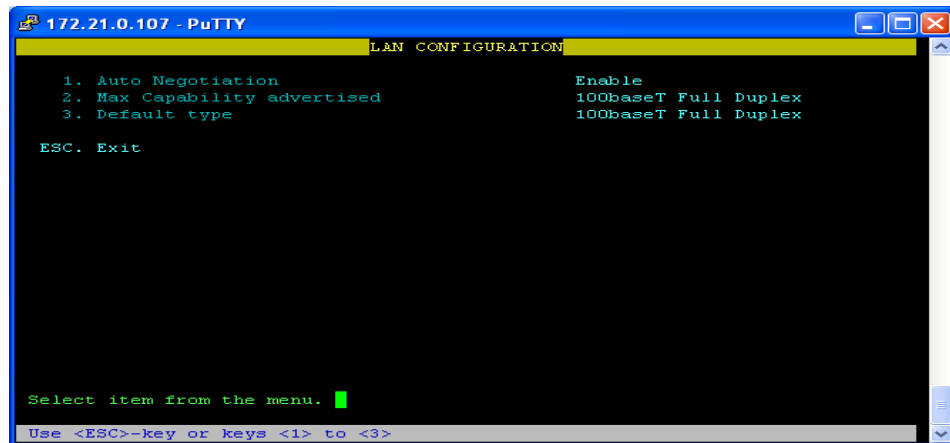 172.21.0.107 - PuTTY
LAN CONFIGURATION
1. Auto Negotiation Enable
2. Max Capability advertised 100baseT Full Duplex
3. Default type 100baseT Full Duplex
ESC. Exit
Select item from the menu.
Use <ESC>-key or keys <1> to <3>